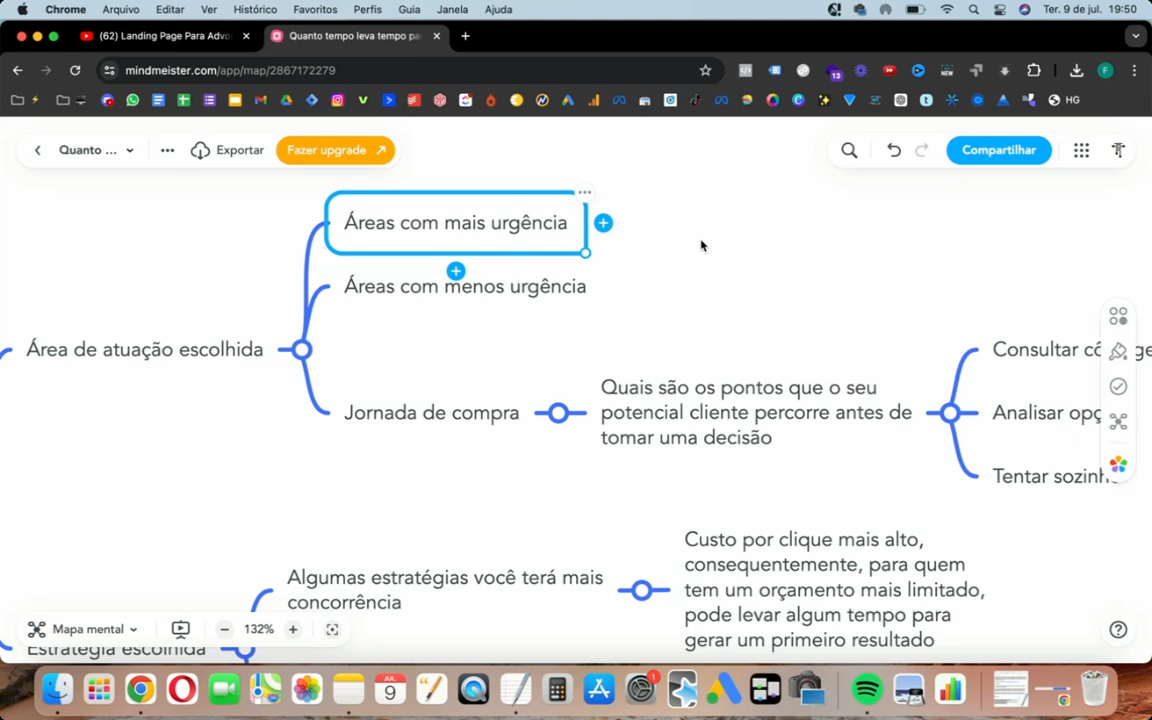 Chrome Arquivo Editar Ver Histórico Favoritos Perfis Guia Janela Ajuda
Ter. 9 de jul. 19:50
(62) Landing Page Para Advo
Quanto tempo leva tempo pa
mindmeister.com/app/map/2867172279
13
NEW
F
HG
Quanto ...
Exportar
Fazer upgrade
Compartilhar
Áreas com mais urgência
Áreas com menos urgência
Área de atuação escolhida
Jornada de compra
Quais são os pontos que o seu
potencial cliente percorre antes de
tomar uma decisão
Consultar
Analisar
Tentar
Algumas estratégias você terá mais
concorrência
Custo por clique mais alto,
consequentemente, para quem
tem um orçamento mais limitado,
pode levar algum tempo para
gerar um primeiro resultado
Estratégia escolhida
Mapa mental
132%
JUL
9
1